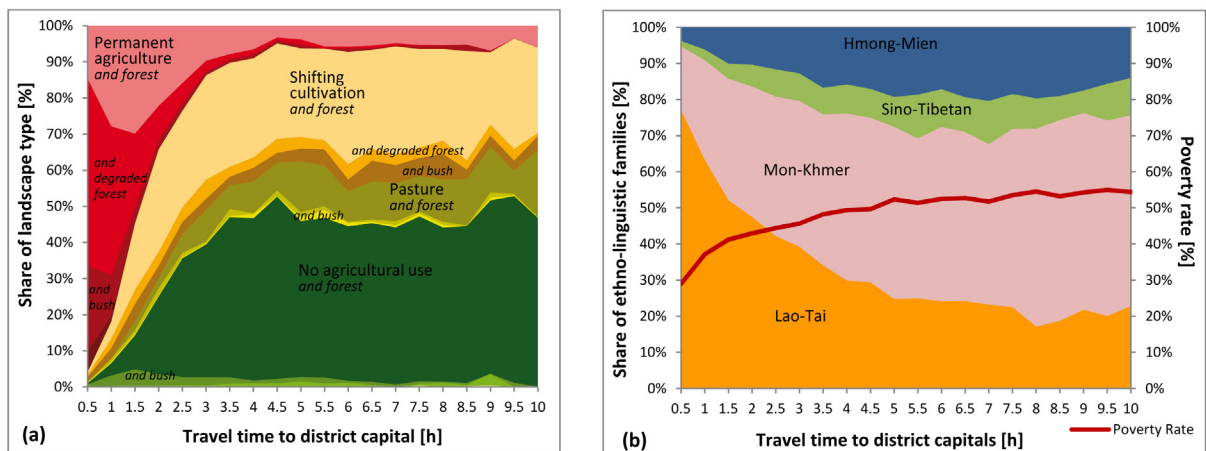 100%
90%
80%
70%
60%
50%
40%
30%
20%
10%
0%
Share of landscape type [%]
Permanent
agriculture
and forest
and
degraded
forest
and
bush
Shifting
cultivation
and forest
and degraded forest
and bush
Pasture
and forest
and bush
No agricultural use
and forest
and bush
0.5 1 1.5 2 2.5 3 3.5 4 4.5 5 5.5 6 6.5 7 7.5 8 8.5 9 9.5 10
(a)
Travel time to district capital [h]
100%
90%
80%
70%
60%
50%
40%
30%
20%
10%
0%
Share of ethno-linguistic families [%]
Hmong-Mien
Sino-Tibetan
Mon-Khmer
Lao-Tai
100%
90%
80%
70%
60%
50%
40%
30%
20%
10%
0%
Poverty rate
[%]
0.5 1 1.5 2 2.5 3 3.5 4 4.5 5 5.5 6 6.5 7 7.5 8 8.5 9 9.5 10
(b)
Travel time to district capitals [h]
Poverty Rate